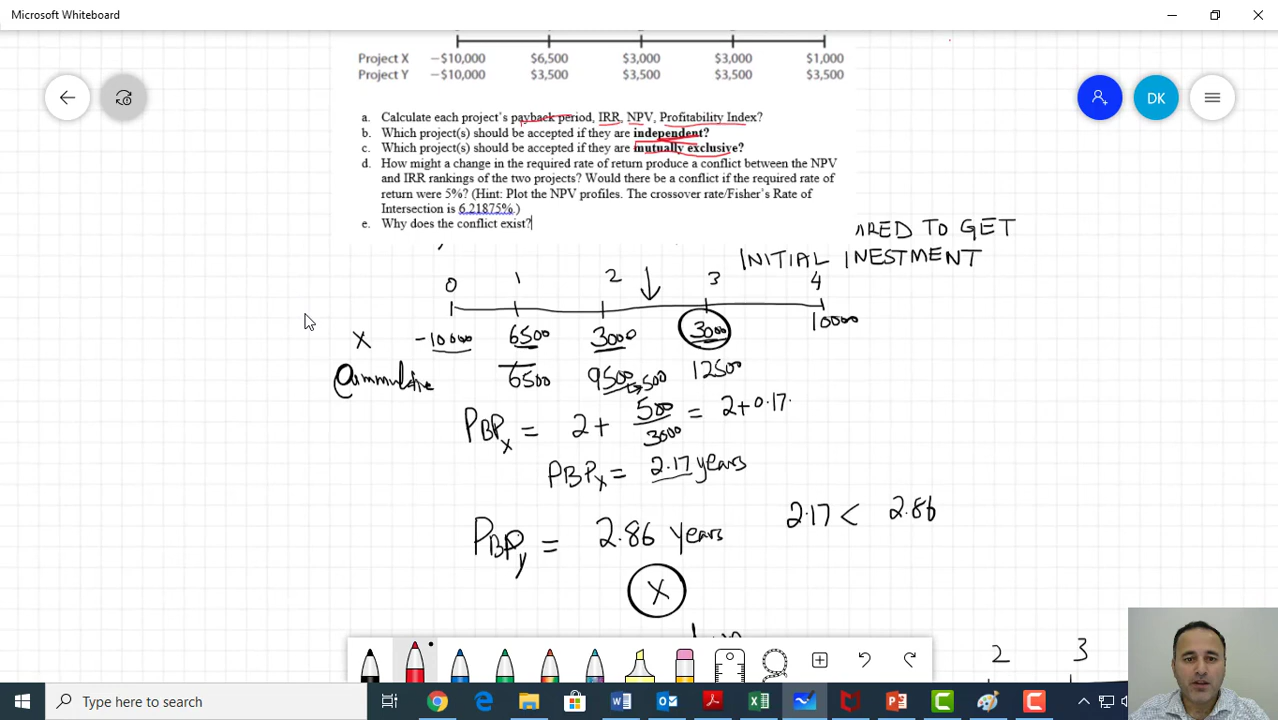 Microsoft Whiteboard
Project X −$10,000 $6,500 $3,000 $3,000 $1,000
Project Y −$10,000 $3,500 $3,500 $3,500 $3,500
DK
a. Calculate each project's payback period, IRR, NPV, Profitability Index?
b. Which project(s) should be accepted if they are independent?
c. Which project(s) should be accepted if they are mutually exclusive?
d. How might a change in the required rate of return produce a conflict between the NPV
and IRR rankings of the two projects? Would there be a conflict if the required rate of
return were 5%? (Hint: Plot the NPV profiles. The crossover rate/Fisher's Rate of
Intersection is 6.21875%.)
e. Why does the conflict exist?
IRED TO GET
INITIAL INESTMENT
0 1 2 3 4
X -10000 6500 3000 3000 10000
6500 9500 → 500 12500
PBPx = 2 + 500/3000 = 2+0.17.
PBPx = 2.17 years
PBPy = 2.86 years
2.17 < 2.86
X
2 3
Type here to search